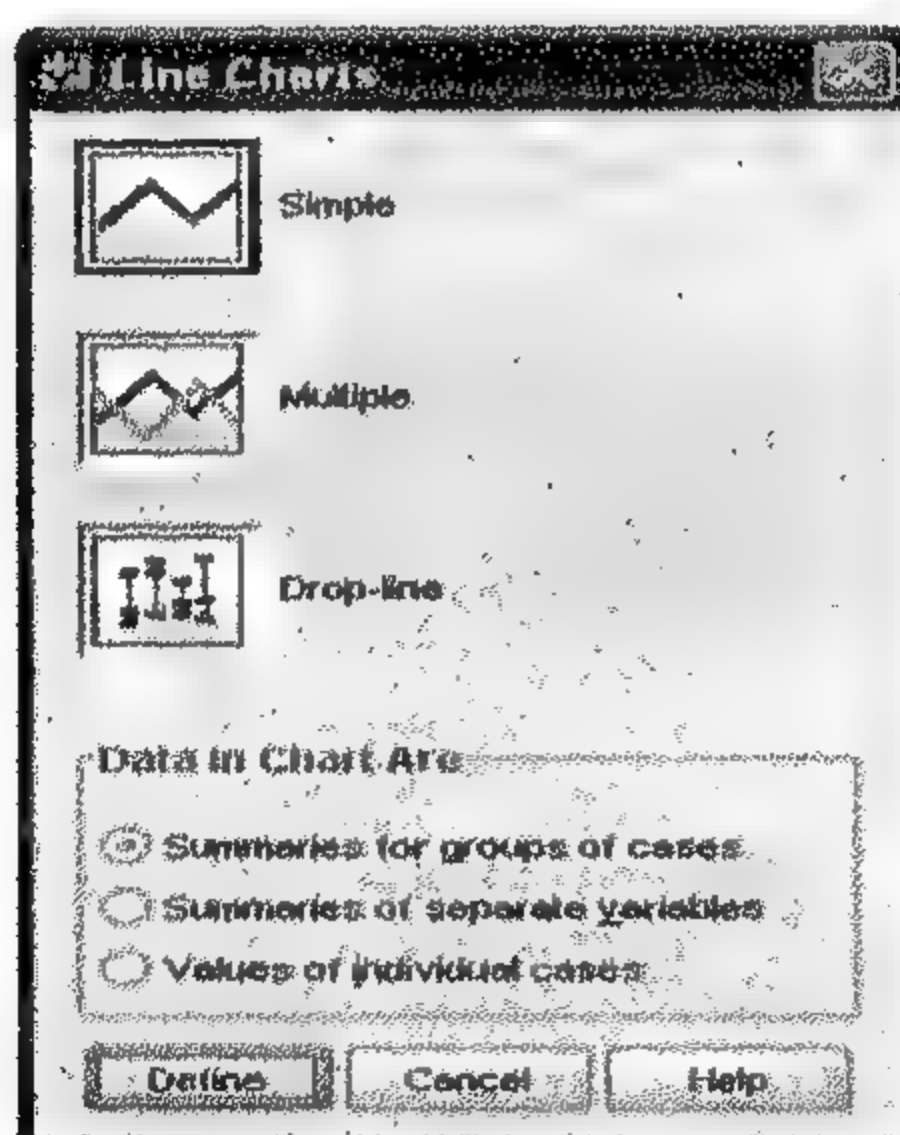 Line Charts
Simple
Multiple
Drop-line
Data in Chart Are
Summaries for groups of cases
Summaries of separate variables
Values of individual cases
Define
Cancel
Help